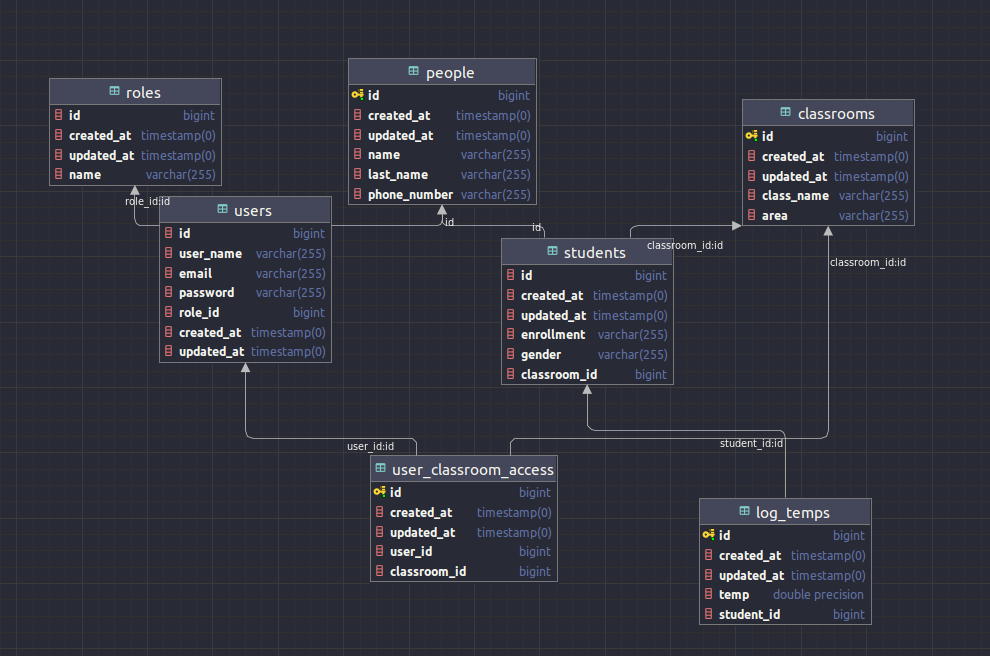 roles
id bigint
created_at timestamp(0)
updated_at timestamp(0)
name varchar(255)
people
id bigint
created_at timestamp(0)
updated_at timestamp(0)
name varchar(255)
last_name varchar(255)
phone_number varchar(255)
classrooms
id bigint
created_at timestamp(0)
updated_at timestamp(0)
class_name varchar(255)
area varchar(255)
role_id:id
users
id bigint
user_name varchar(255)
email varchar(255)
password varchar(255)
role_id bigint
created_at timestamp(0)
updated_at timestamp(0)
id
id
students
id bigint
created_at timestamp(0)
updated_at timestamp(0)
enrollment varchar(255)
gender varchar(255)
classroom_id bigint
classroom_id:id
classroom_id:id
user_id:id
student_id:id
user_classroom_access
id bigint
created_at timestamp(0)
updated_at timestamp(0)
user_id bigint
classroom_id bigint
log_temps
id bigint
created_at timestamp(0)
updated_at timestamp(0)
temp double precision
student_id bigint